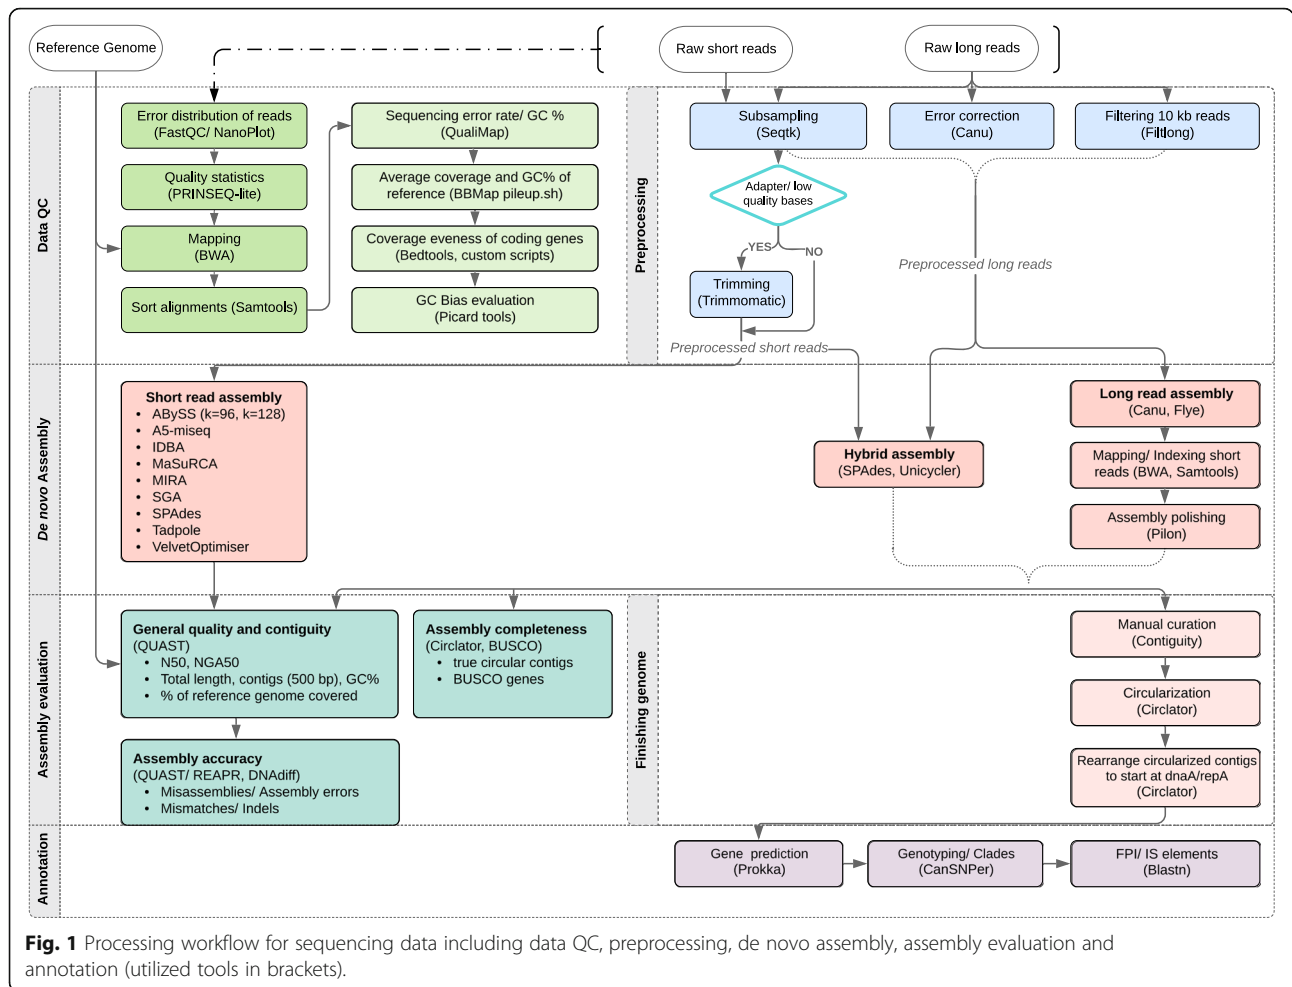 Reference Genome
Raw short reads
Raw long reads
Data QC
Error distribution of reads
(FastQC/ NanoPlot)
Quality statistics
(PRINSEQ-lite)
Mapping
(BWA)
Sort alignments (Samtools)
Sequencing error rate/ GC %
(QualiMap)
Average coverage and GC% of
reference (BBMap pileup.sh)
Coverage eveness of coding genes
(Bedtools, custom scripts)
GC Bias evaluation
(Picard tools)
Preprocessing
Subsampling
(Seqtk)
Error correction
(Canu)
Filtering 10 kb reads
(Filtlong)
Adapter/ low
quality bases
YES
NO
Trimming
(Trimmomatic)
Preprocessed long reads
Preprocessed short reads
De novo Assembly
Short read assembly
• ABySS (k=96, k=128)
• A5-miseq
• IDBA
• MaSuRCA
• MIRA
• SGA
• SPAdes
• Tadpole
• VelvetOptimiser
Hybrid assembly
(SPAdes, Unicycler)
Long read assembly
(Canu, Flye)
Mapping/ Indexing short
reads (BWA, Samtools)
Assembly polishing
(Pilon)
Assembly evaluation
General quality and contiguity
(QUAST)
• N50, NGA50
• Total length, contigs (500 bp), GC%
• % of reference genome covered
Assembly completeness
(Circlator, BUSCO)
• true circular contigs
• BUSCO genes
Assembly accuracy
(QUAST/ REAPR, DNAdiff)
• Misassemblies/ Assembly errors
• Mismatches/ Indels
Finishing genome
Manual curation
(Contiguity)
Circularization
(Circlator)
Rearrange circularized contigs
to start at dnaA/repA
(Circlator)
Annotation
Gene prediction
(Prokka)
Genotyping/ Clades
(CanSNPer)
FPI/ IS elements
(Blastn)
Fig. 1 Processing workflow for sequencing data including data QC, preprocessing, de novo assembly, assembly evaluation and
annotation (utilized tools in brackets).